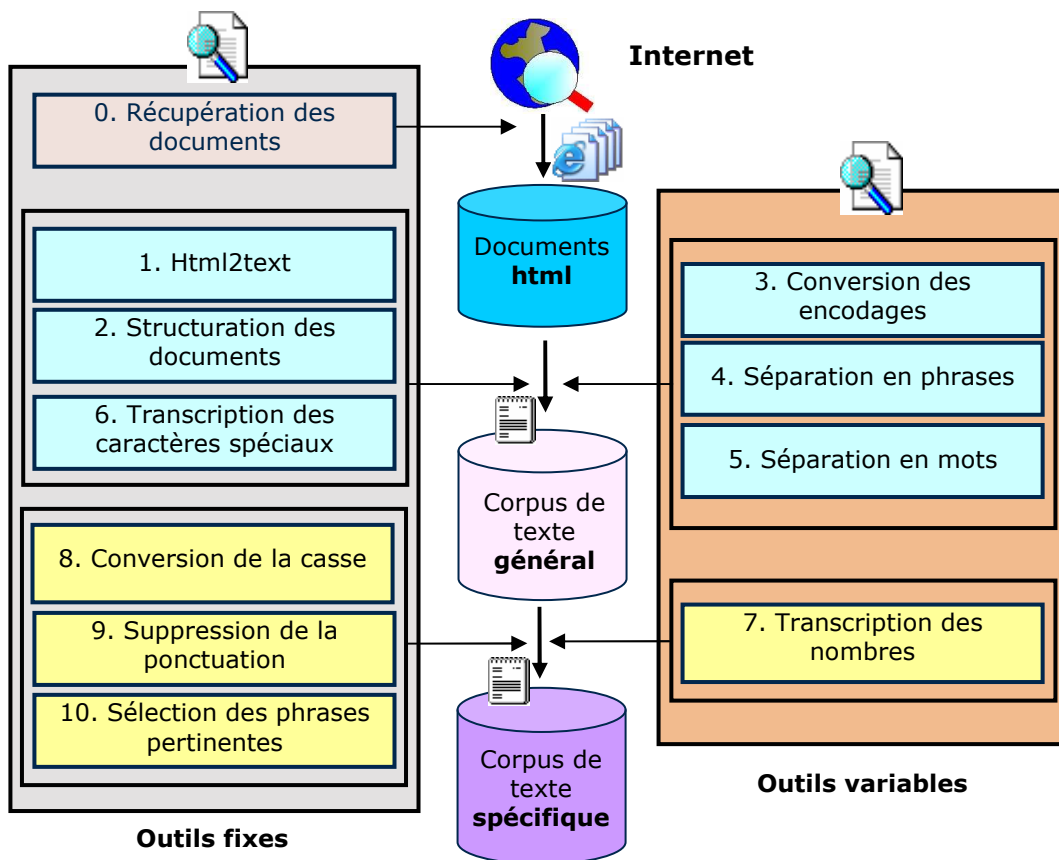 Internet
0. Récupération des
documents
1. Html2text
2. Structuration des
documents
6. Transcription des
caractères spéciaux
8. Conversion de la casse
9. Suppression de la
ponctuation
10. Sélection des phrases
pertinentes
Outils fixes
Documents
html
Corpus de
texte
général
Corpus de
texte
spécifique
3. Conversion des
encodages
4. Séparation en phrases
5. Séparation en mots
7. Transcription des
nombres
Outils variables